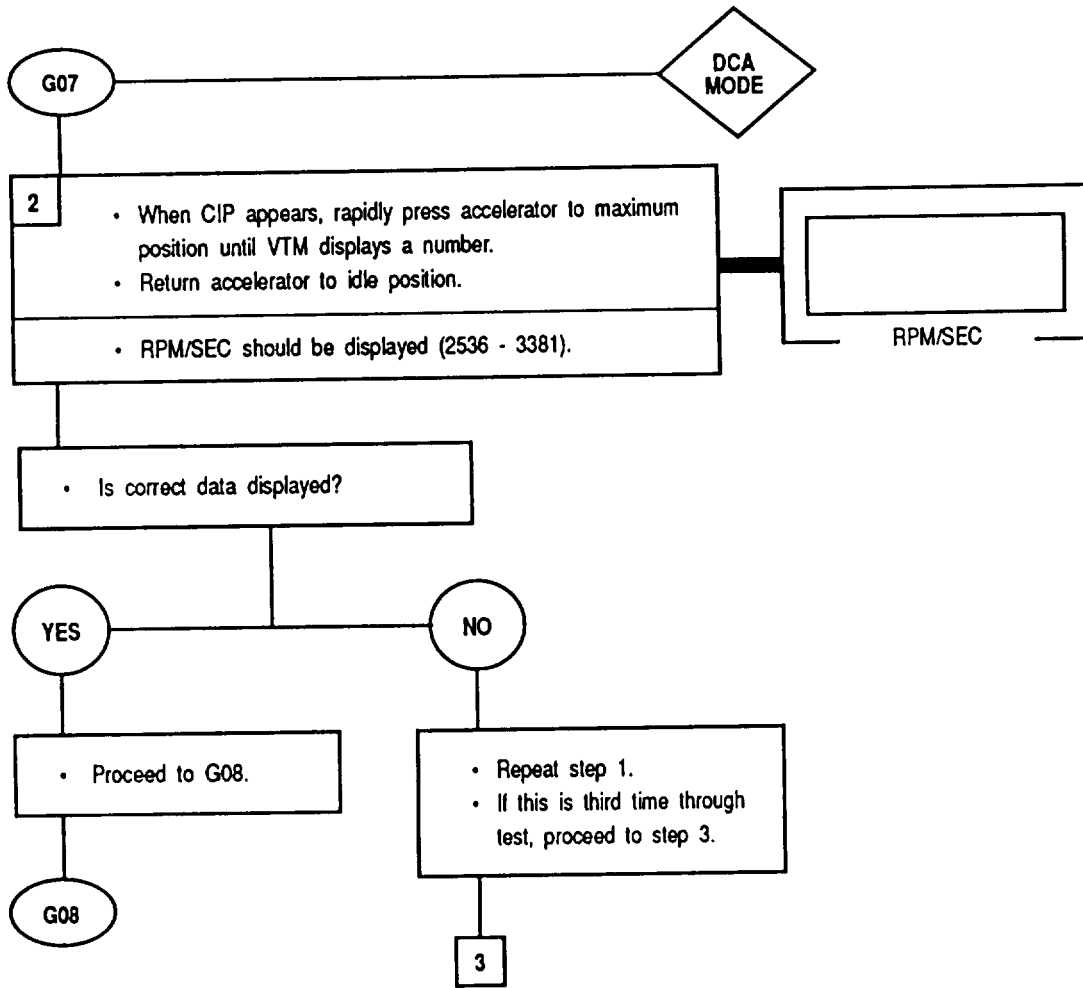 G07
DCA
MODE
2
• When CIP appears, rapidly press accelerator to maximum
position until VTM displays a number.
• Return accelerator to idle position.
• RPM/SEC should be displayed (2536 - 3381).
RPM/SEC
• Is correct data displayed?
YES
NO
• Proceed to G08.
• Repeat step 1.
• If this is third time through
test, proceed to step 3.
G08
3